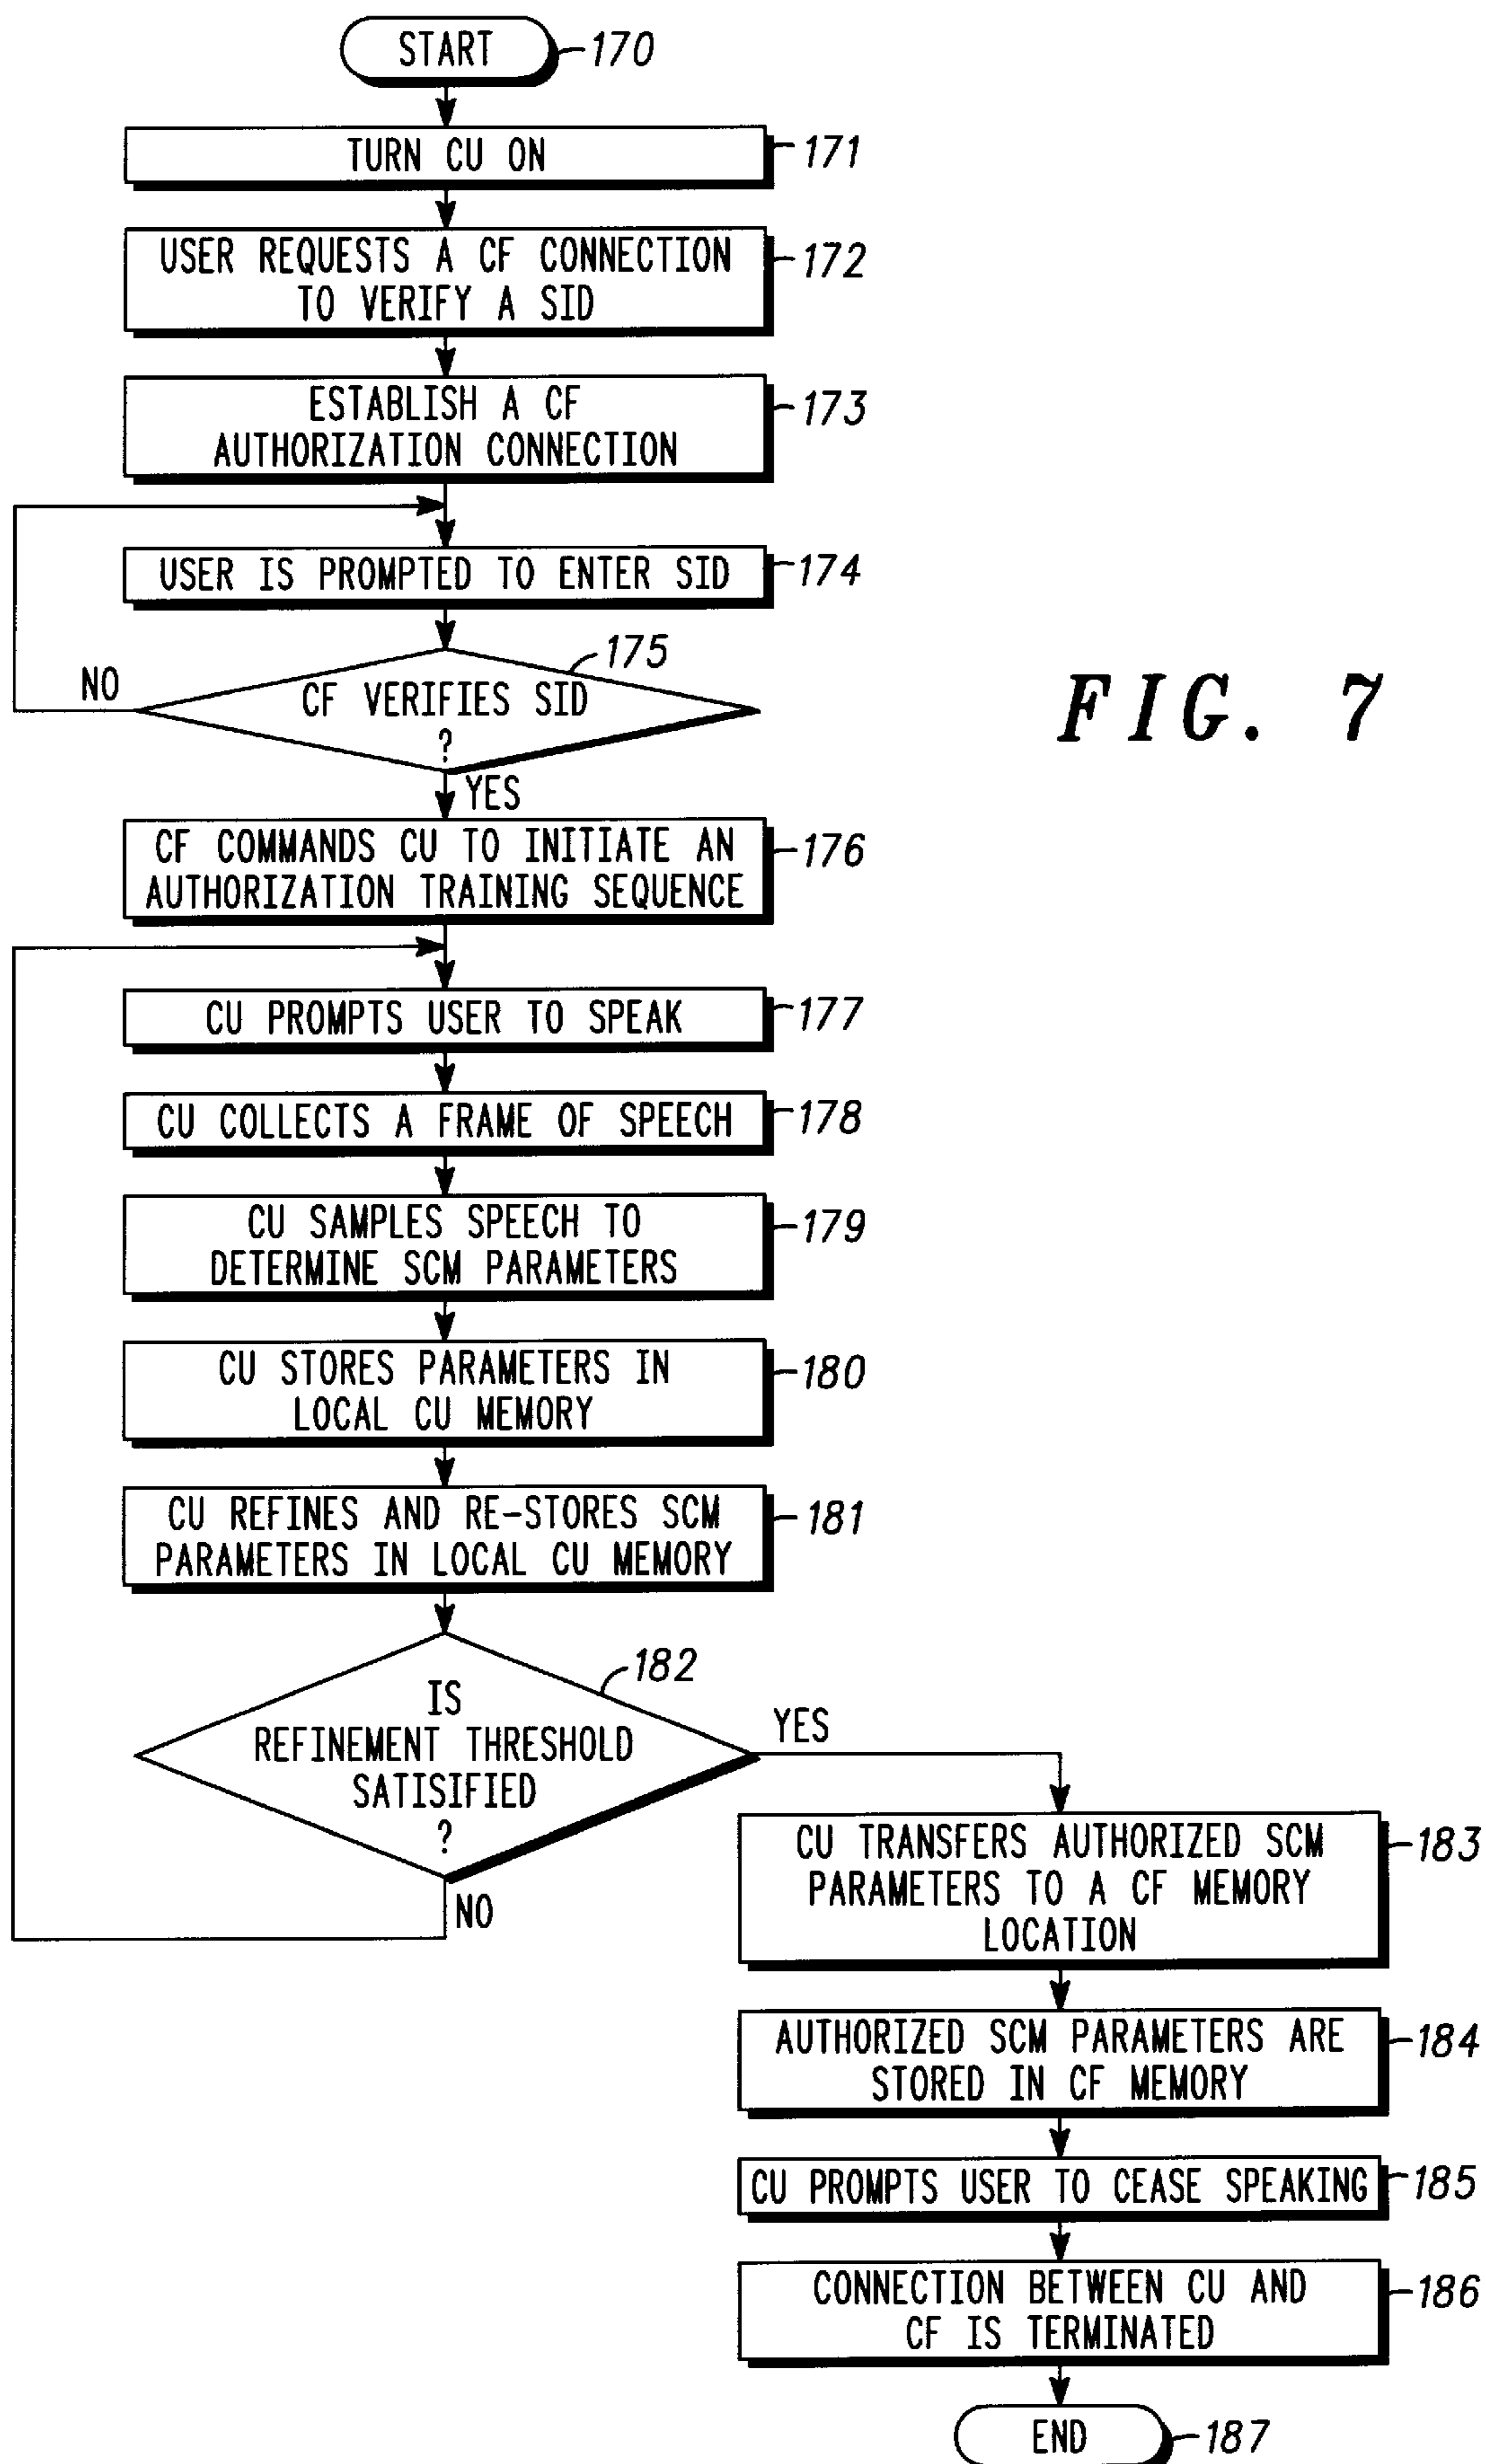 START
170
TURN CU ON
171
USER REQUESTS A CF CONNECTION
TO VERIFY A SID
172
ESTABLISH A CF
AUTHORIZATION CONNECTION
173
USER IS PROMPTED TO ENTER SID
174
175
NO
CF VERIFIES SID
?
YES
FIG. 7
CF COMMANDS CU TO INITIATE AN
AUTHORIZATION TRAINING SEQUENCE
176
CU PROMPTS USER TO SPEAK
177
CU COLLECTS A FRAME OF SPEECH
178
CU SAMPLES SPEECH TO
DETERMINE SCM PARAMETERS
179
CU STORES PARAMETERS IN
LOCAL CU MEMORY
180
CU REFINES AND RE-STORES SCM
PARAMETERS IN LOCAL CU MEMORY
181
182
IS
REFINEMENT THRESHOLD
SATISIFIED
?
YES
NO
CU TRANSFERS AUTHORIZED SCM
PARAMETERS TO A CF MEMORY
LOCATION
183
AUTHORIZED SCM PARAMETERS ARE
STORED IN CF MEMORY
184
CU PROMPTS USER TO CEASE SPEAKING
185
CONNECTION BETWEEN CU AND
CF IS TERMINATED
186
END
187